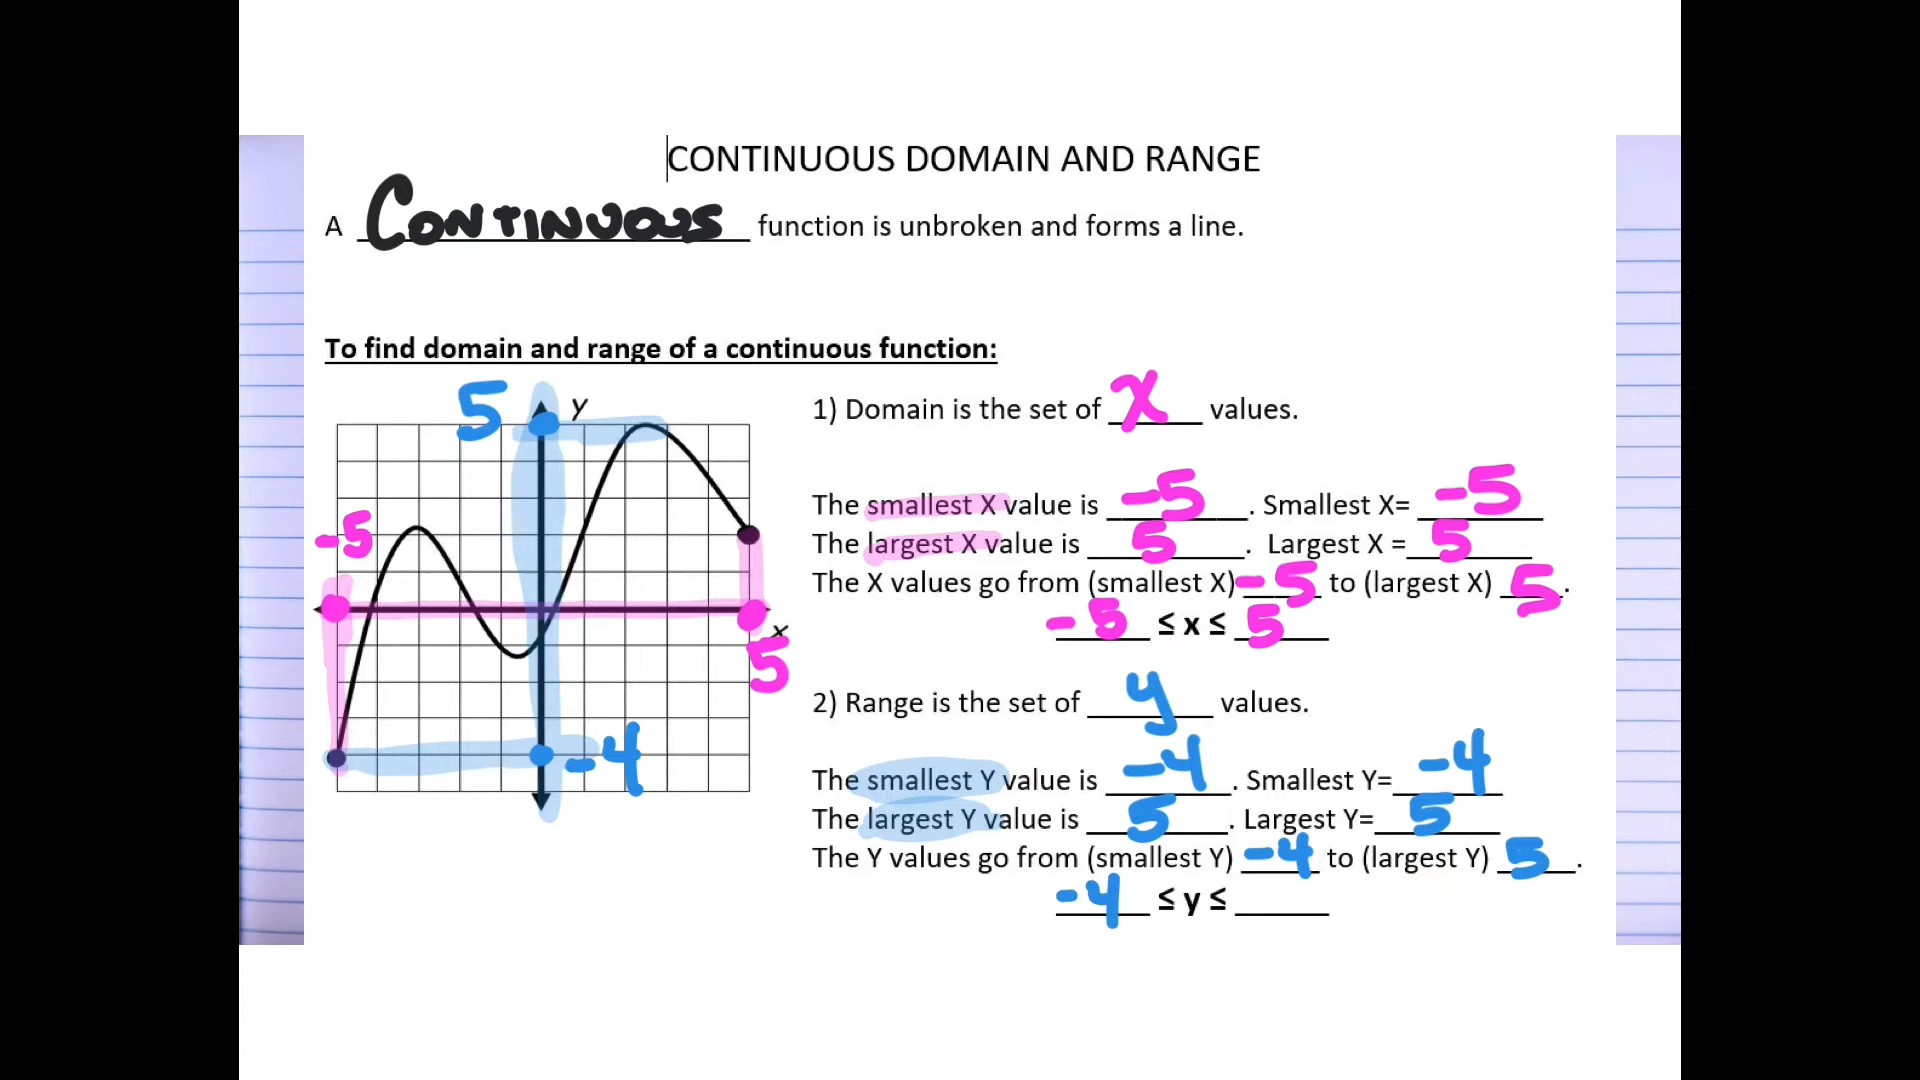 CONTINUOUS DOMAIN AND RANGE
A CONTINUOUS function is unbroken and forms a line.
To find domain and range of a continuous function:
5 y
-5
x
5
-4
1) Domain is the set of x values.
The smallest X value is -5. Smallest X= -5
The largest X value is 5. Largest X = 5
The X values go from (smallest X) -5 to (largest X) 5.
-5 ≤ x ≤ 5
2) Range is the set of y values.
The smallest Y value is -4. Smallest Y= -4
The largest Y value is 5. Largest Y= 5
The Y values go from (smallest Y) -4 to (largest Y) 5.
-4 ≤ y ≤ ______